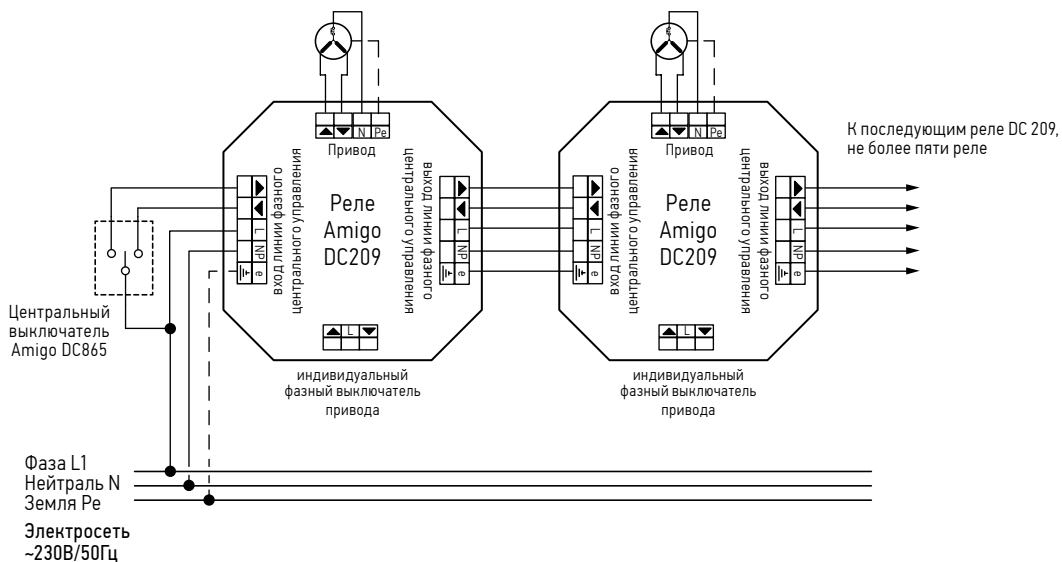 N Pe
Привод
вход линии фазного
центрального управления
Реле
Amigo
DC209
выход линии фазного
центрального управления
L
NP
e
L
NP
e
L
индивидуальный
фазный выключатель
привода
N Pe
Привод
вход линии фазного
центрального управления
Реле
Amigo
DC209
выход линии фазного
центрального управления
L
NP
e
L
NP
e
L
индивидуальный
фазный выключатель
привода
К последующим реле DC 209,
не более пяти реле
Центральный
выключатель
Amigo DC865
Фаза L1
Нейтраль N
Земля Pe
Электросеть
~230В/50Гц